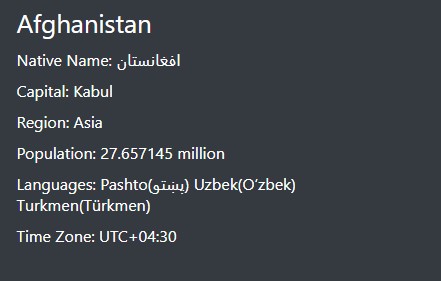 Afghanistan
Native Name: افغانستان
Capital: Kabul
Region: Asia
Population: 27.657145 million
Languages: Pashto(پښتو) Uzbek(Oʻzbek)
Turkmen(Türkmen)
Time Zone: UTC+04:30